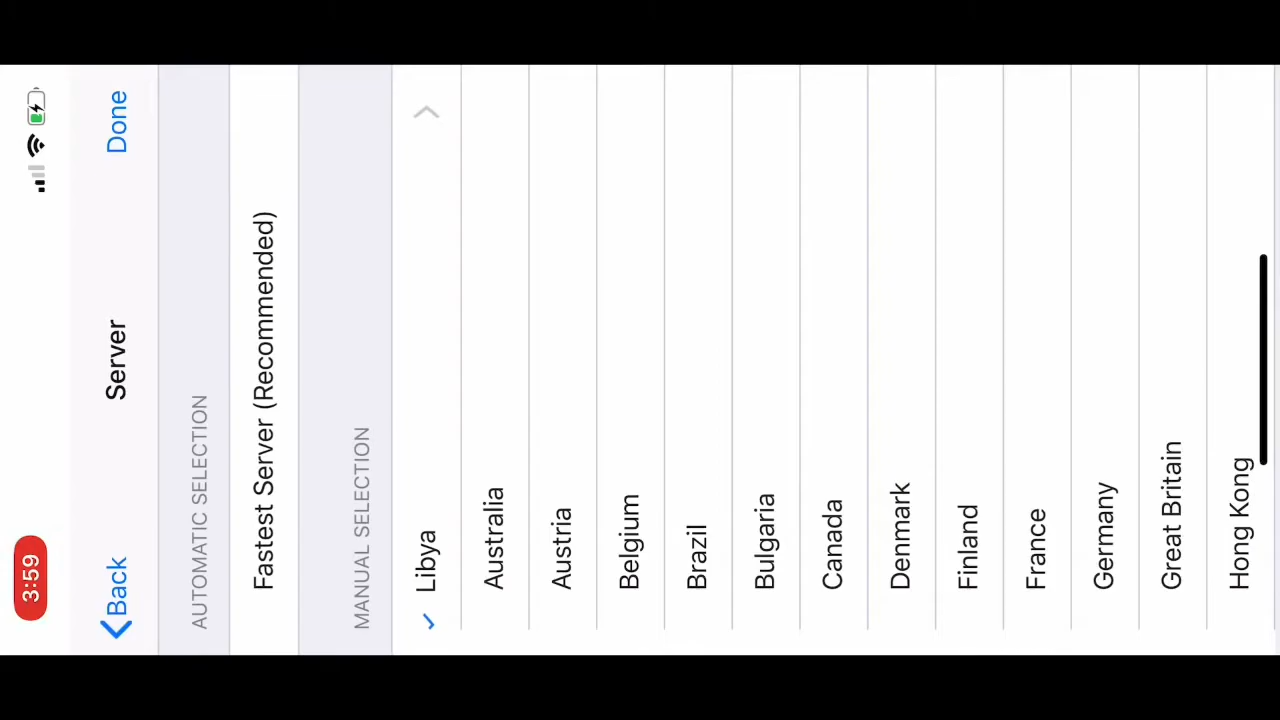 3:59
Back
Server
Done
AUTOMATIC SELECTION
Fastest Server (Recommended)
MANUAL SELECTION
Libya
Australia
Austria
Belgium
Brazil
Bulgaria
Canada
Denmark
Finland
France
Germany
Great Britain
Hong Kong